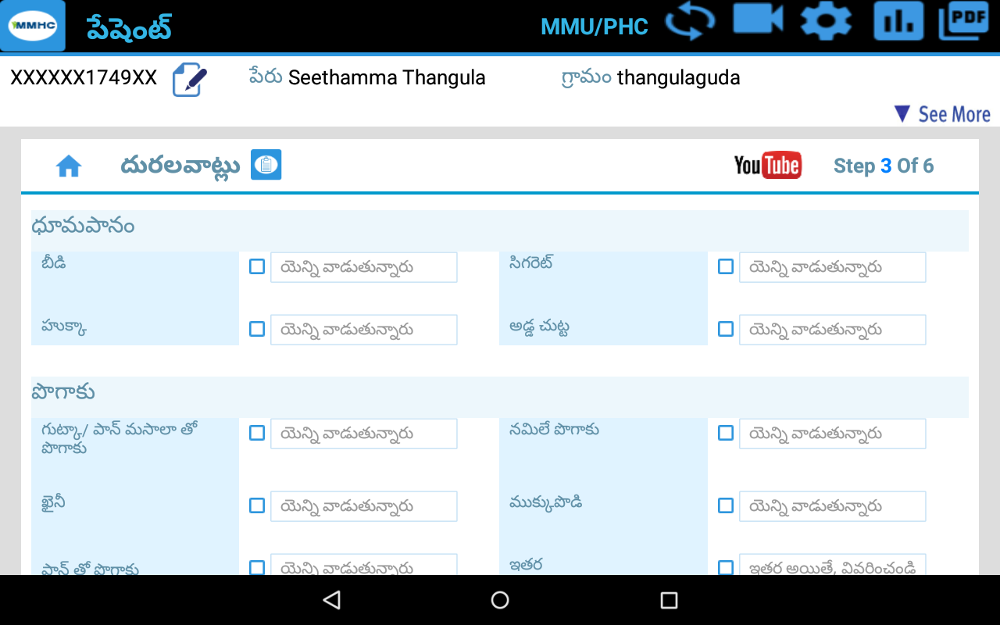 MMHC పేషెంట్ MMU/PHC PDF
XXXXXX1749XX పేరు Seethamma Thangula గ్రామం thangulaguda
▼ See More
దురలవాట్లు YouTube Step 3 Of 6
ధూమపానం
బీడి యెన్ని వాడుతున్నారు సిగరెట్ యెన్ని వాడుతున్నారు
హుక్కా యెన్ని వాడుతున్నారు అడ్డ చుట్ట యెన్ని వాడుతున్నారు
పొగాకు
గుట్కా/ పాన్ మసాలా తో యెన్ని వాడుతున్నారు నమిలే పొగాకు యెన్ని వాడుతున్నారు
పొగాకు
ఖైనీ యెన్ని వాడుతున్నారు ముక్కుపొడి యెన్ని వాడుతున్నారు
పాన్ తో పొగాకు యెన్ని వాడుతున్నారు ఇతర ఇతర అయితే, వివరించండి